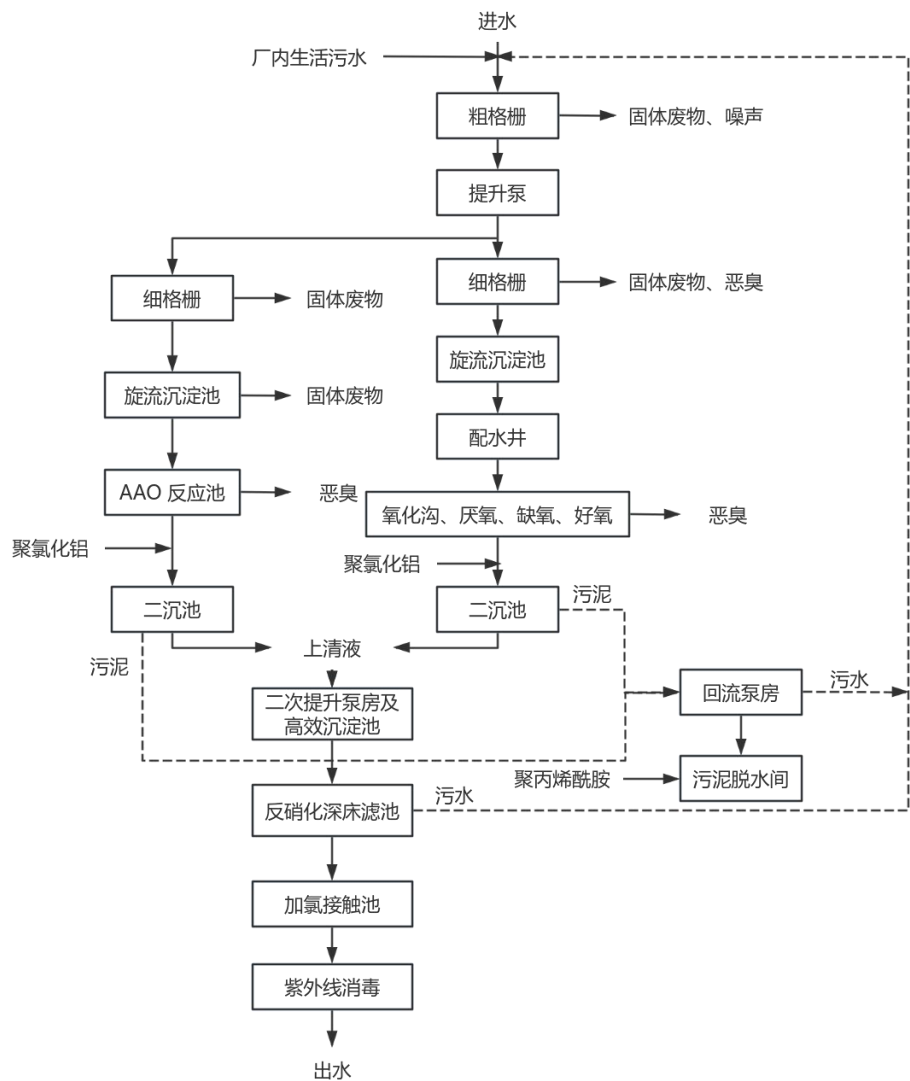 进水
厂内生活污水
粗格栅
固体废物、噪声
提升泵
细格栅
固体废物
细格栅
固体废物、恶臭
旋流沉淀池
旋流沉淀池
固体废物
配水井
AAO 反应池
恶臭
氧化沟、厌氧、缺氧、好氧
恶臭
聚氯化铝
聚氯化铝
二沉池
二沉池
污泥
污泥
上清液
二次提升泵房及
高效沉淀池
回流泵房
污水
聚丙烯酰胺
污泥脱水间
反硝化深床滤池
污水
加氯接触池
紫外线消毒
出水